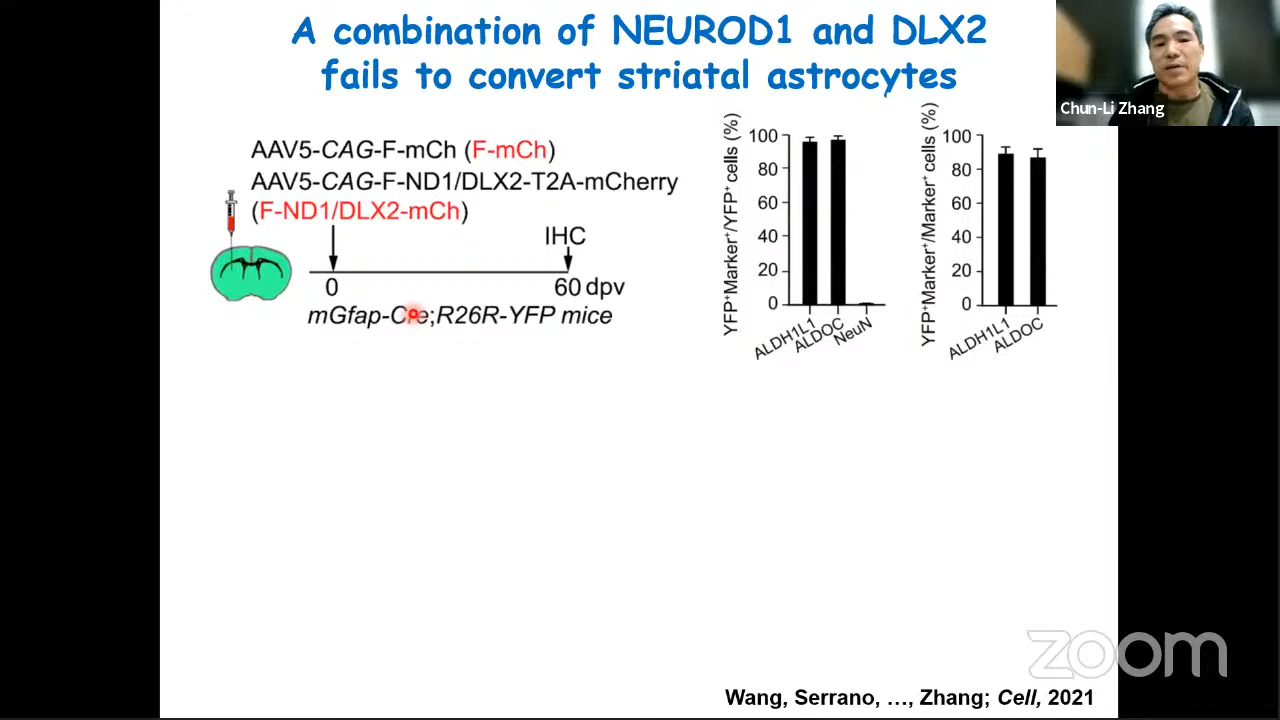 A combination of NEUROD1 and DLX2
fails to convert striatal astrocytes
Chun-Li Zhang
AAV5-CAG-F-mCh (F-mCh)
AAV5-CAG-F-ND1/DLX2-T2A-mCherry
(F-ND1/DLX2-mCh)
IHC
0
60 dpv
mGfap-Cre;R26R-YFP mice
YFP⁺Marker⁺/YFP⁺ cells (%)
100
80
60
40
20
0
ALDH1L1
ALDOC
NeuN
YFP⁺Marker⁺/Marker⁺ cells (%)
100
80
60
40
20
0
ALDH1L1
ALDOC
zoom
Wang, Serrano, …, Zhang; Cell, 2021